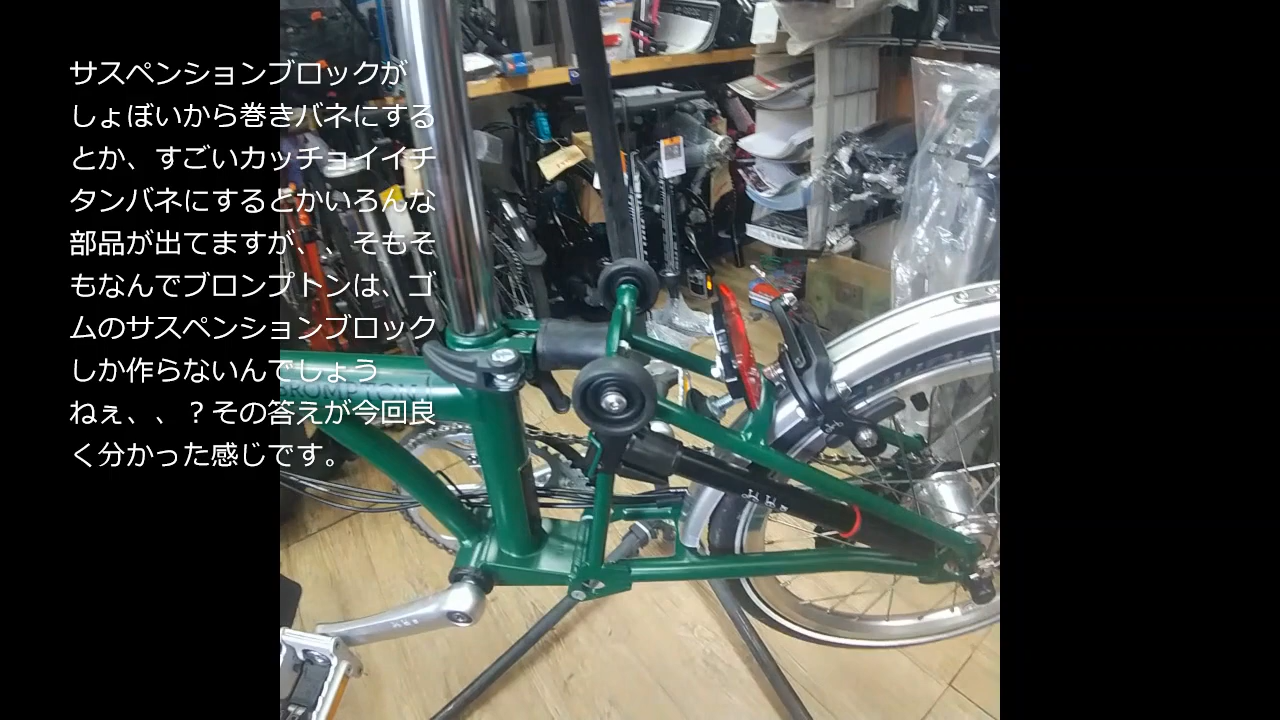 サスペンションブロックが
しょぼいから巻きバネにする
とか、すごいカッチョイイチ
タンバネにするとかいろんな
部品が出てますが、、そもそ
もなんでブロンプトンは、ゴ
ムのサスペンションブロック
しか作らないんでしょう
ねぇ、、？その答えが今回良
く分かった感じです。
BROMPTON